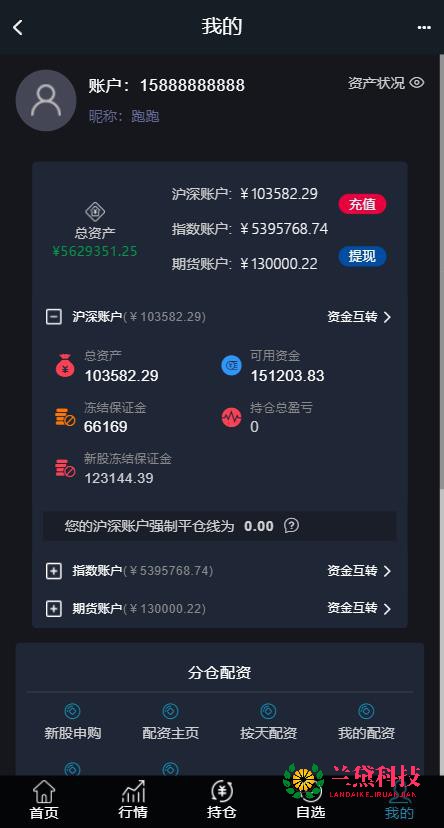 我的
账户：15888888888
资产状况
昵称：跑跑
总资产
¥5629351.25
沪深账户：¥103582.29
充值
指数账户：¥5395768.74
期货账户：¥130000.22
提现
沪深账户(¥103582.29)
资金互转
总资产
103582.29
可用资金
151203.83
冻结保证金
66169
持仓总盈亏
0
新股冻结保证金
123144.39
您的沪深账户强制平仓线为 0.00
指数账户(¥5395768.74)
资金互转
期货账户(¥130000.22)
资金互转
分仓配资
新股申购
配资主页
按天配资
我的配资
兰黛科技
LANDAIKEJIRUANJIAN
首页
行情
持仓
自选
我的